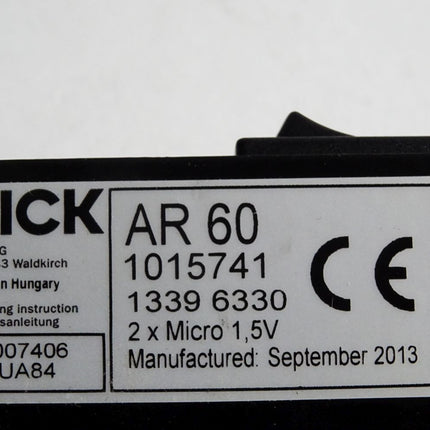 ICK
G
3 Waldkirch
n Hungary
ng instruction
sanleitung
007406
UA84
AR 60
1015741
1339 6330
2 x Micro 1,5V
Manufactured: September 2013
CE